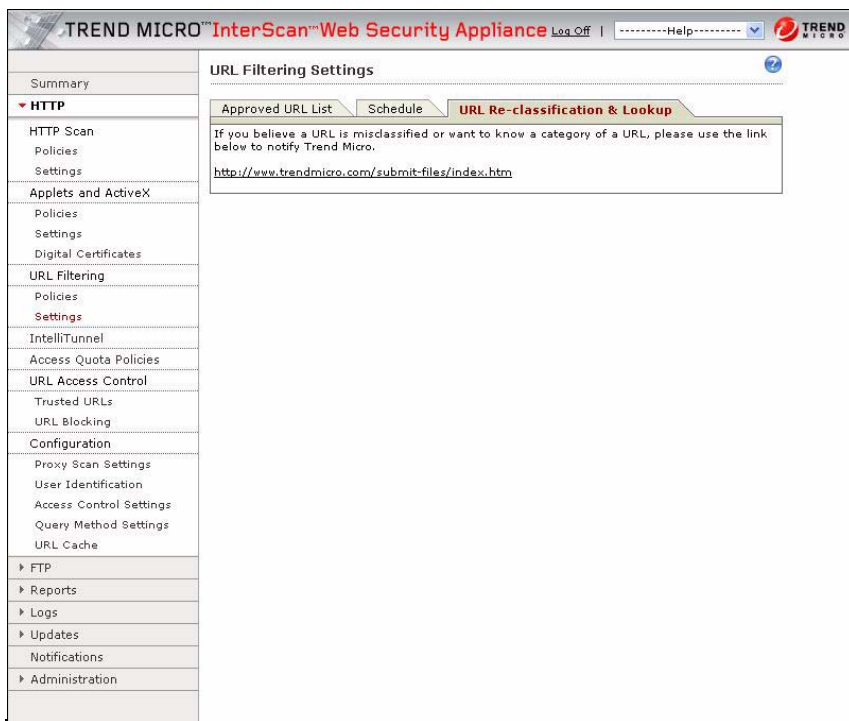 TREND MICRO™ InterScan™ Web Security Appliance Log Off | ---------Help--------- TREND MICRO
Summary
HTTP
HTTP Scan
Policies
Settings
Applets and ActiveX
Policies
Settings
Digital Certificates
URL Filtering
Policies
Settings
IntelliTunnel
Access Quota Policies
URL Access Control
Trusted URLs
URL Blocking
Configuration
Proxy Scan Settings
User Identification
Access Control Settings
Query Method Settings
URL Cache
FTP
Reports
Logs
Updates
Notifications
Administration
URL Filtering Settings ?
Approved URL List Schedule URL Re-classification & Lookup
If you believe a URL is misclassified or want to know a category of a URL, please use the link
below to notify Trend Micro.
http://www.trendmicro.com/submit-files/index.htm